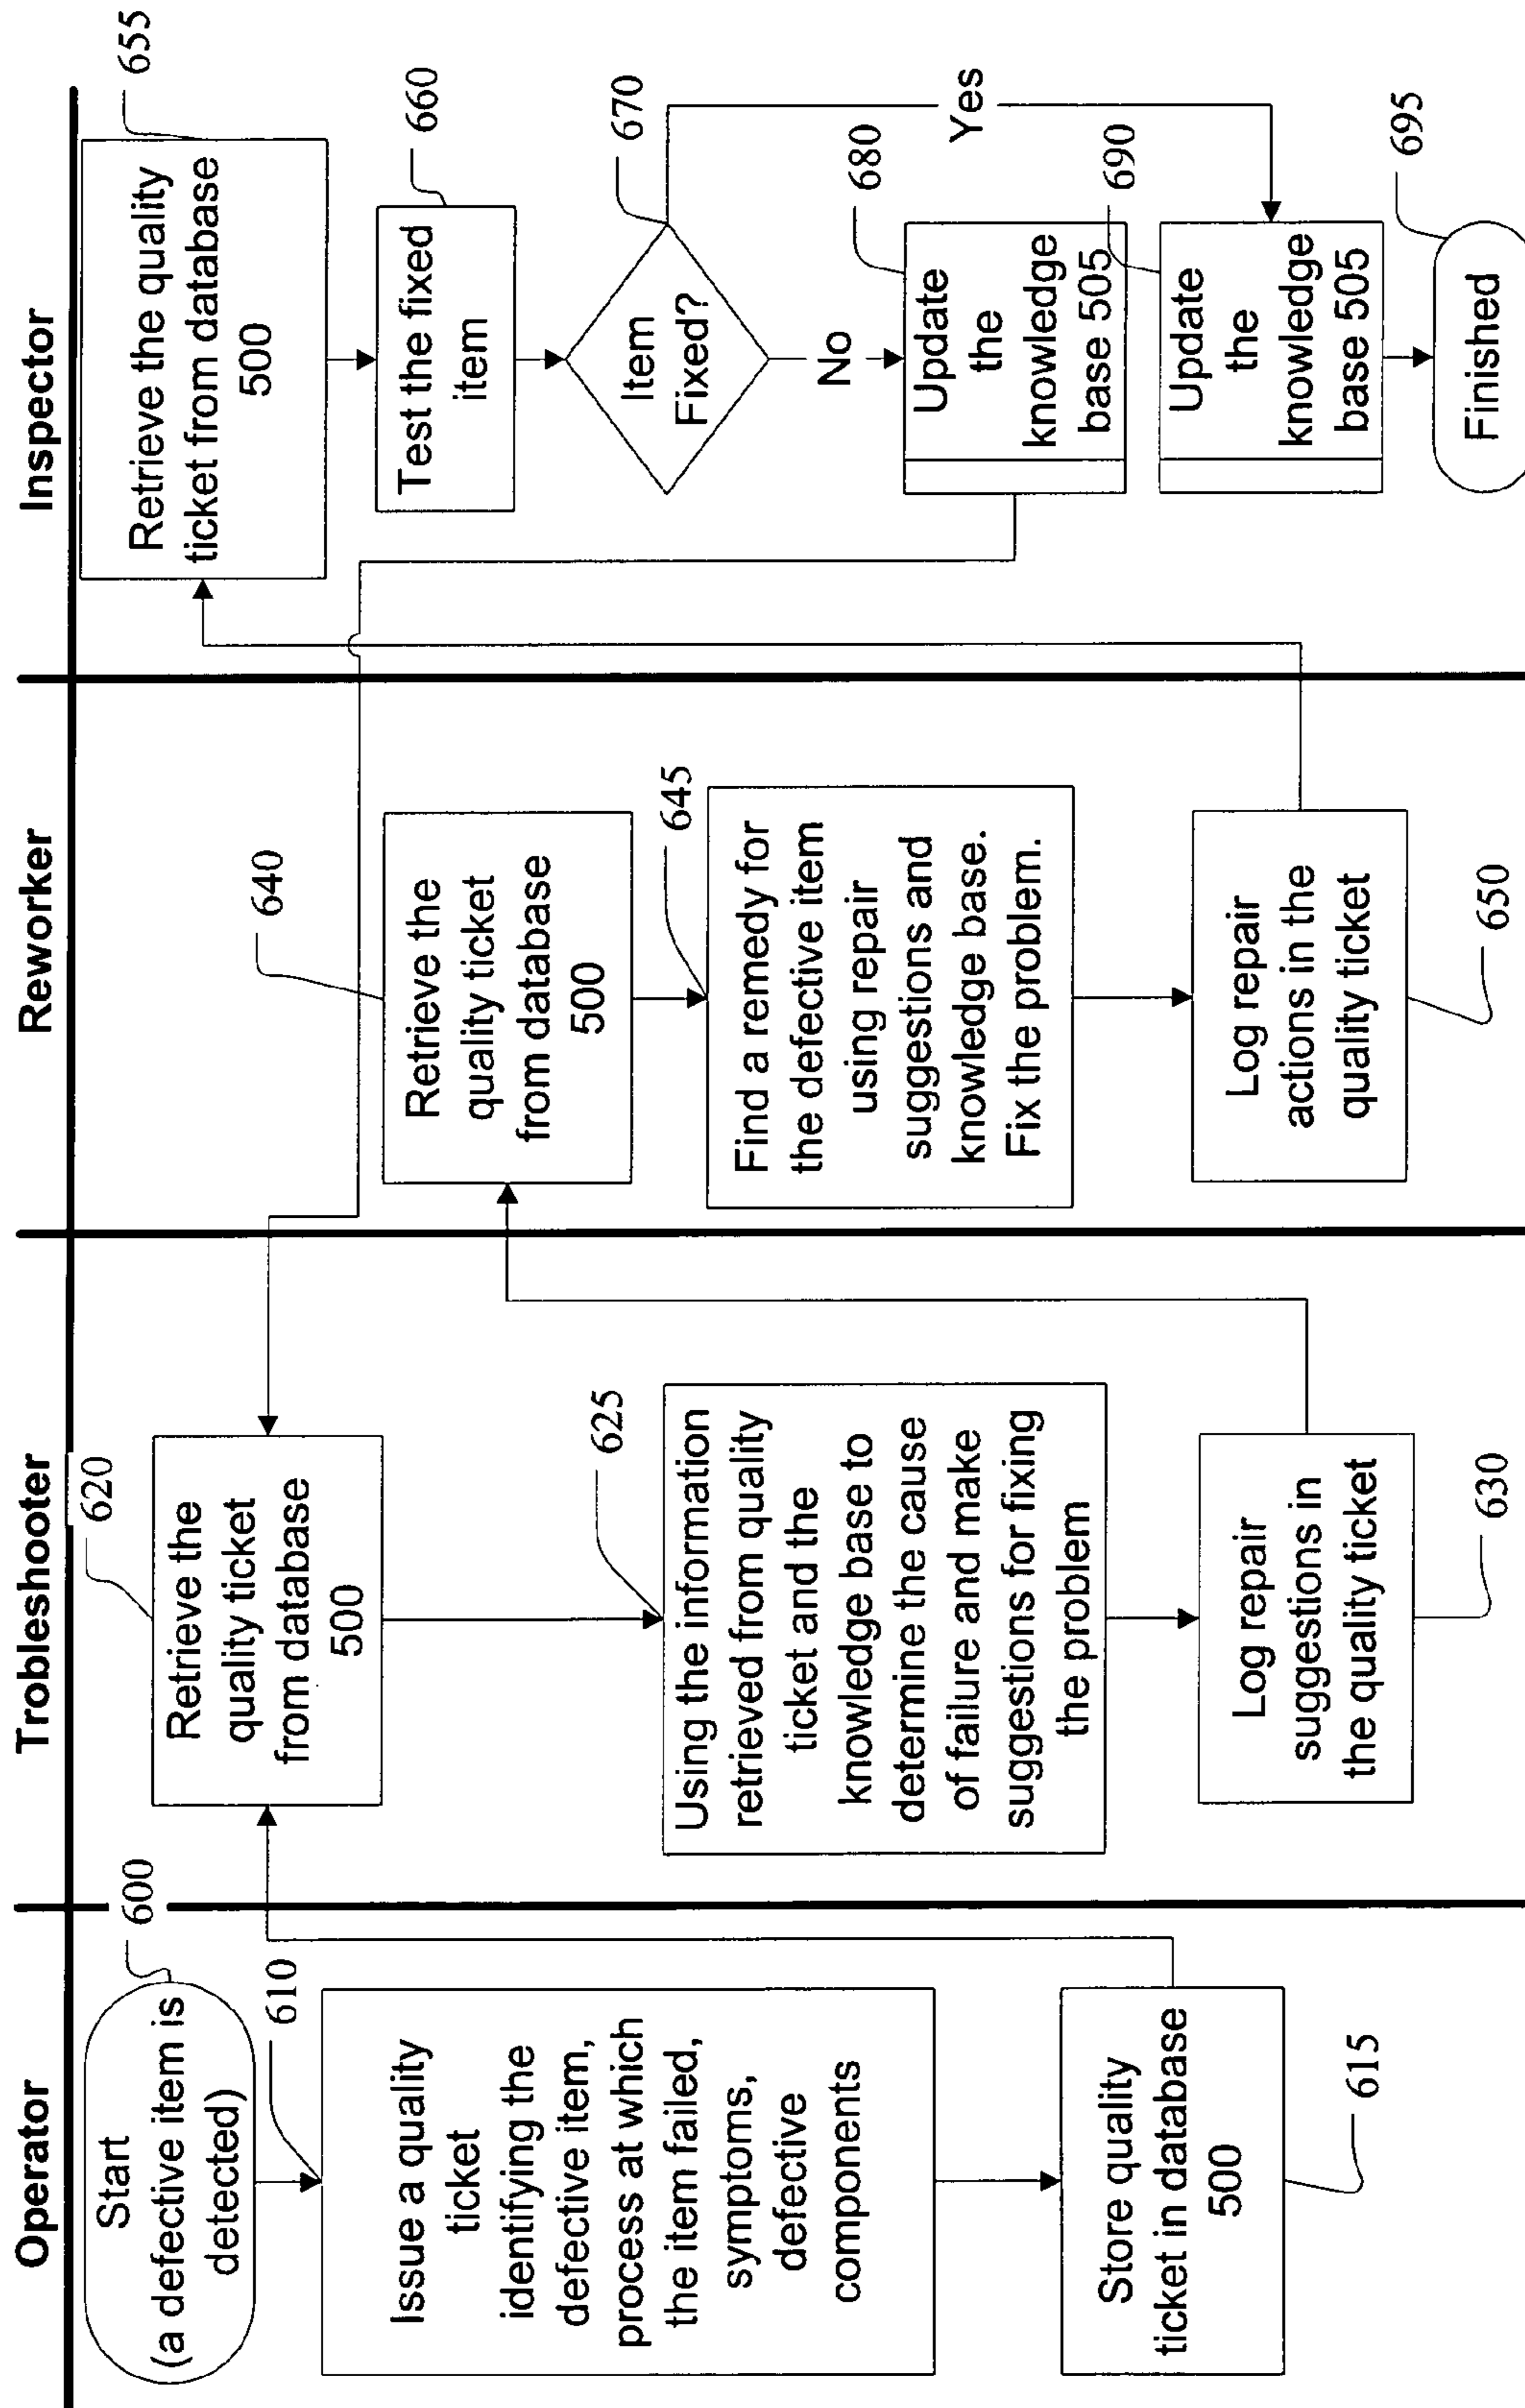 Operator
600
Start
(a defective item is
detected)
610
Issue a quality
ticket
identifying the
defective item,
process at which
the item failed,
symptoms,
defective
components
Store quality
ticket in database
500
615
Trobleshooter
620
Retrieve the
quality ticket
from database
500
625
Using the information
retrieved from quality
ticket and the
knowledge base to
determine the cause
of failure and make
suggestions for fixing
the problem
Log repair
suggestions in
the quality ticket
630
Reworker
640
Retrieve the
quality ticket
from database
500
645
Find a remedy for
the defective item
using repair
suggestions and
knowledge base.
Fix the problem.
Log repair
actions in the
quality ticket
650
Inspector
655
Retrieve the quality
ticket from database
500
660
Test the fixed
item
670
Item
Fixed?
No
Yes
680
Update
the
knowledge
base 505
690
Update
the
knowledge
base 505
695
Finished